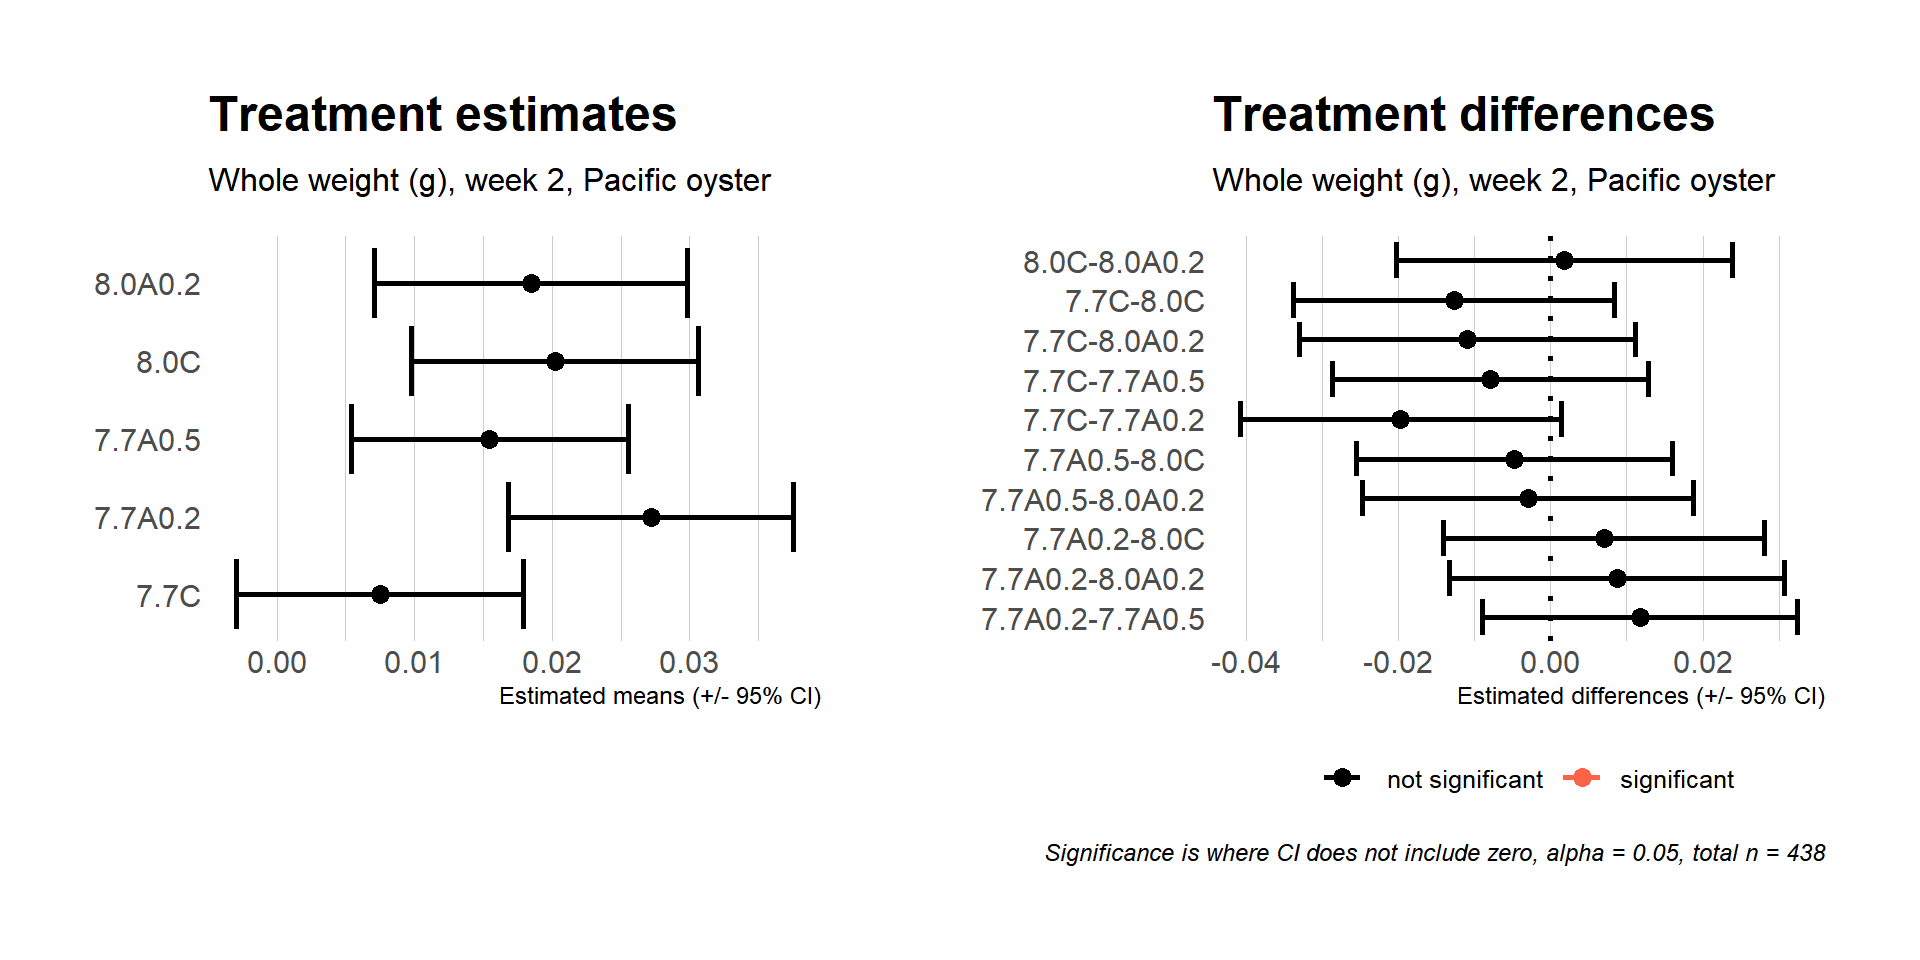 Treatment estimates
Whole weight (g), week 2, Pacific oyster
8.0A0.2
8.0C
7.7A0.5
7.7A0.2
7.7C
0.00 0.01 0.02 0.03
Estimated means (+/- 95% CI)
Treatment differences
Whole weight (g), week 2, Pacific oyster
8.0C-8.0A0.2
7.7C-8.0C
7.7C-8.0A0.2
7.7C-7.7A0.5
7.7C-7.7A0.2
7.7A0.5-8.0C
7.7A0.5-8.0A0.2
7.7A0.2-8.0C
7.7A0.2-8.0A0.2
7.7A0.2-7.7A0.5
-0.04 -0.02 0.00 0.02
Estimated differences (+/- 95% CI)
not significant significant
Significance is where CI does not include zero, alpha = 0.05, total n = 438